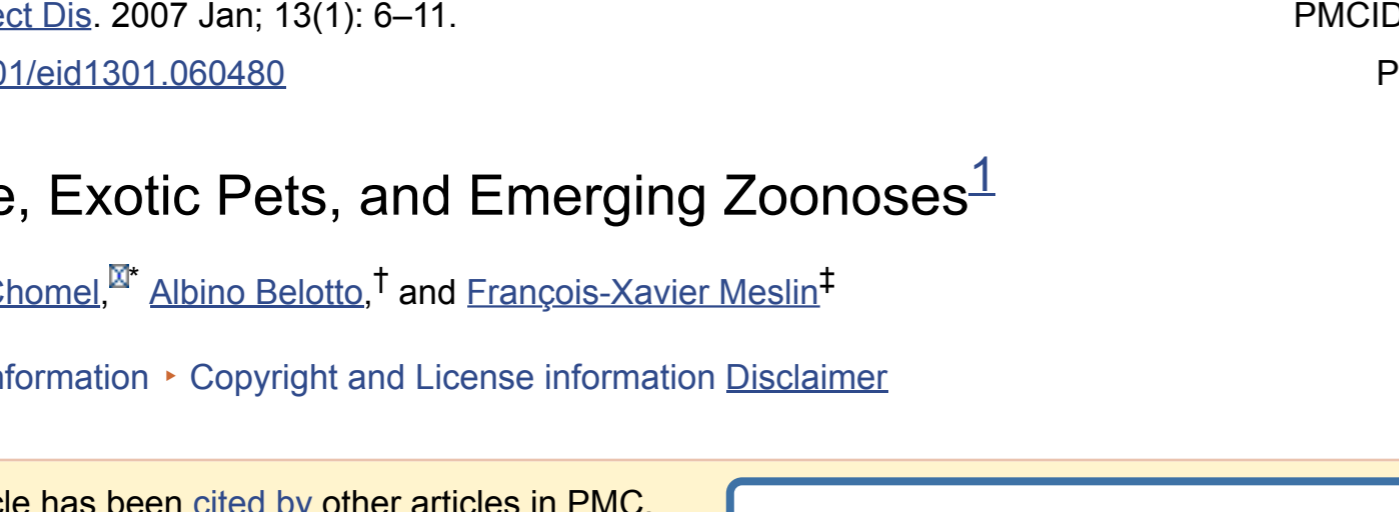 ect Dis. 2007 Jan; 13(1): 6–11. PMCID
01/eid1301.060480 P
e, Exotic Pets, and Emerging Zoonoses1
Chomel,* Albino Belotto,† and François-Xavier Meslin‡
nformation ‣ Copyright and License information Disclaimer
cle has been cited by other articles in PMC.